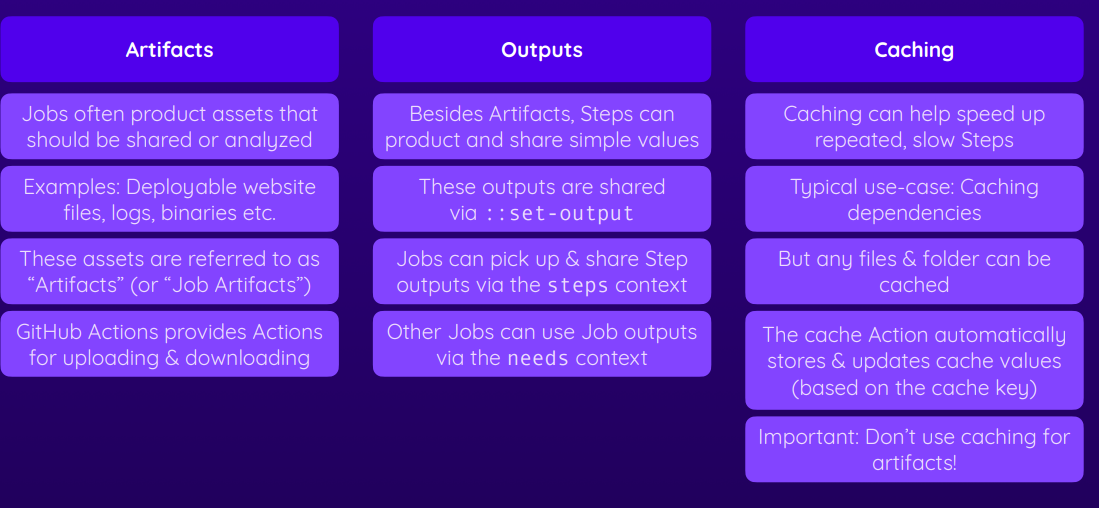 Artifacts
Jobs often product assets that
should be shared or analyzed
Examples: Deployable website
files, logs, binaries etc.
These assets are referred to as
“Artifacts” (or “Job Artifacts”)
GitHub Actions provides Actions
for uploading & downloading
Outputs
Besides Artifacts, Steps can
product and share simple values
These outputs are shared
via ::set-output
Jobs can pick up & share Step
outputs via the steps context
Other Jobs can use Job outputs
via the needs context
Caching
Caching can help speed up
repeated, slow Steps
Typical use-case: Caching
dependencies
But any files & folder can be
cached
The cache Action automatically
stores & updates cache values
(based on the cache key)
Important: Don’t use caching for
artifacts!